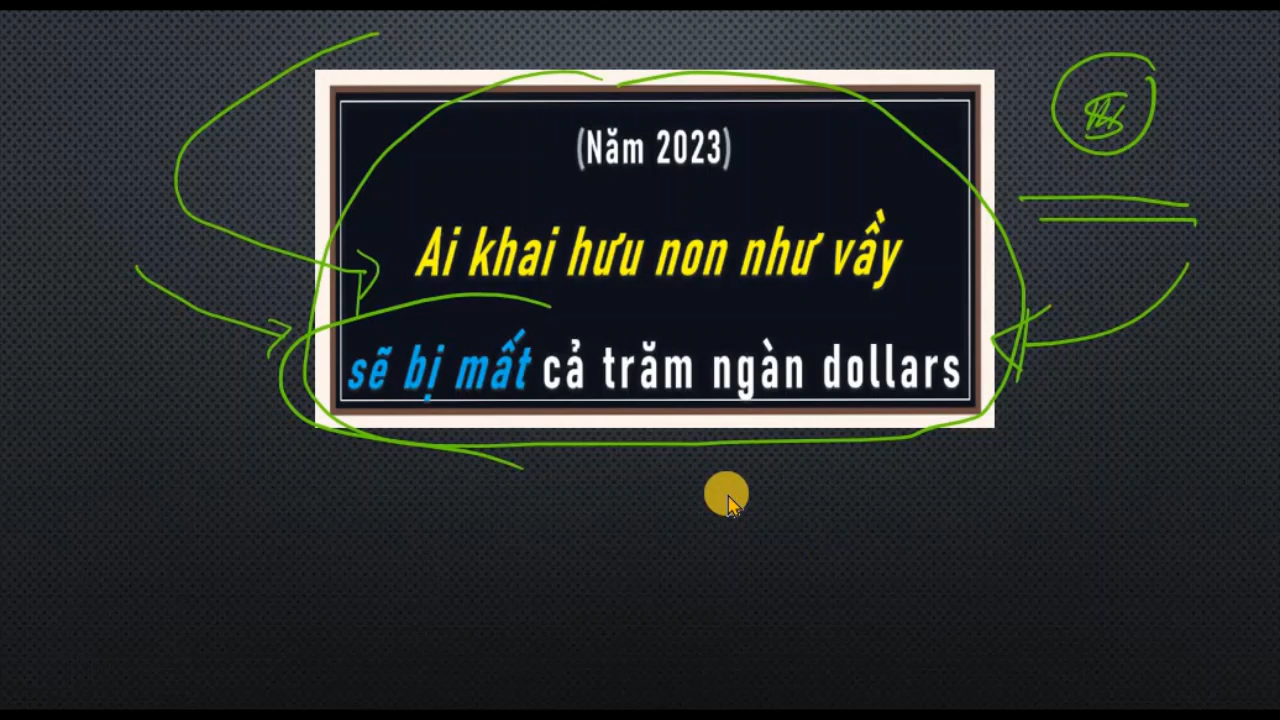 (Năm 2023)
Ai khai hưu non như vầy
sẽ bị mất cả trăm ngàn dollars